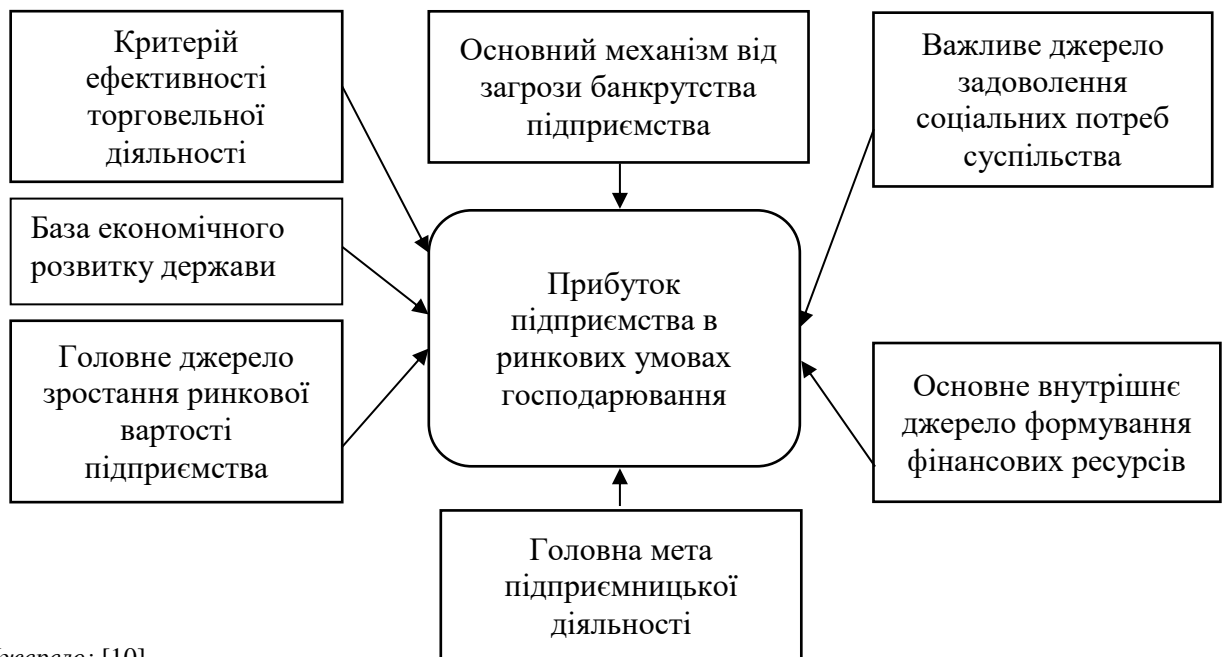 Критерій
ефективності
торговельної
діяльності
Основний механізм від
загрози банкрутства
підприємства
Важливе джерело
задоволення
соціальних потреб
суспільства
База економічного
розвитку держави
Прибуток
підприємства в
ринкових умовах
господарювання
Головне джерело
зростання ринкової
вартості
підприємства
Основне внутрішнє
джерело формування
фінансових ресурсів
Головна мета
підприємницької
діяльності
[10]